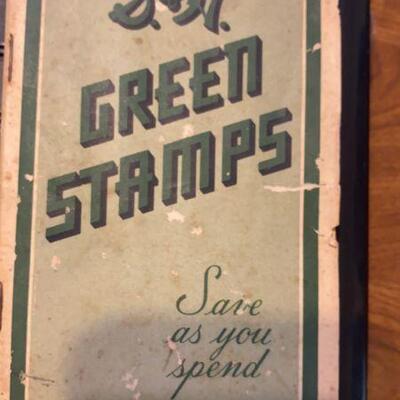 S.&H.
GREEN
STAMPS
Save
as you
spend